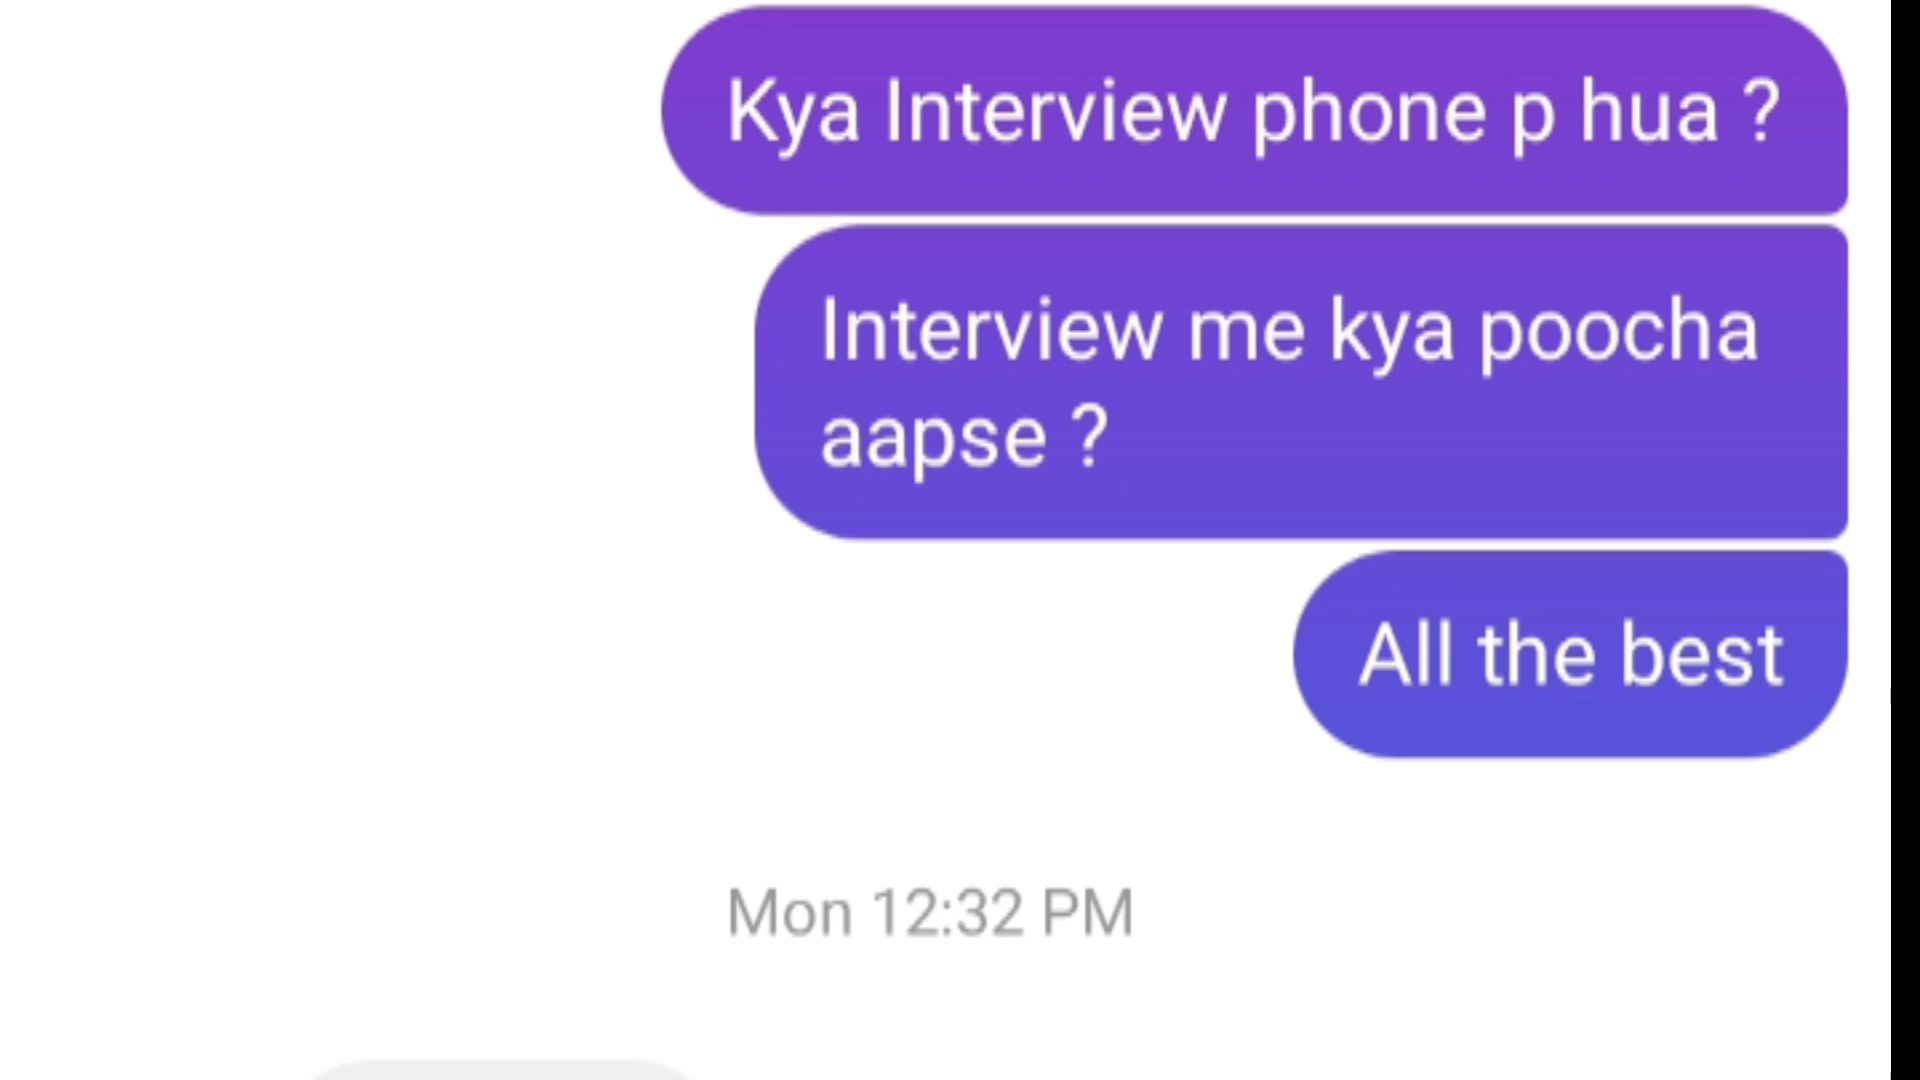 Kya Interview phone p hua ?
Interview me kya poocha
aapse ?
All the best
Mon 12:32 PM